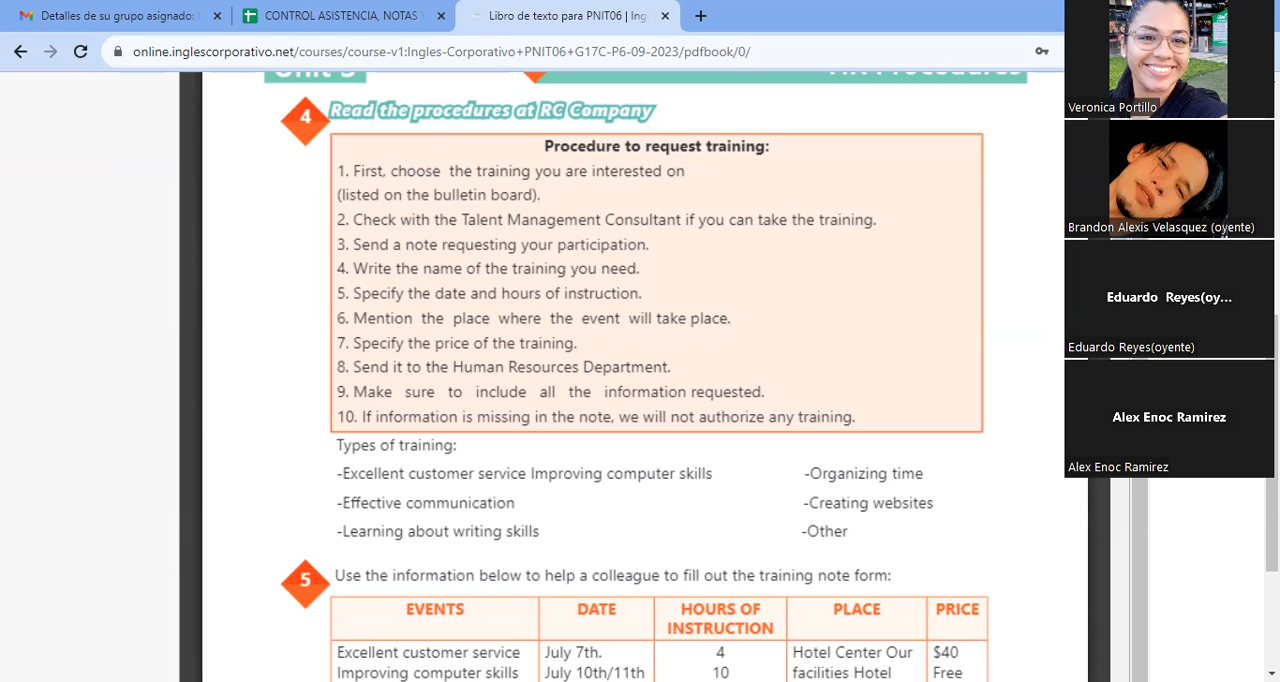 Detalles de su grupo asignado:
CONTROL ASISTENCIA, NOTAS Y
Libro de texto para PNIT06 | Ing
online.inglescorporativo.net/courses/course-v1:Ingles-Corporativo+PNIT06+G17C-P6-09-2023/pdfbook/0/
4
Read the procedures at RC Company
Procedure to request training:
1. First, choose the training you are interested on
(listed on the bulletin board).
2. Check with the Talent Management Consultant if you can take the training.
3. Send a note requesting your participation.
4. Write the name of the training you need.
5. Specify the date and hours of instruction.
6. Mention the place where the event will take place.
7. Specify the price of the training.
8. Send it to the Human Resources Department.
9. Make sure to include all the information requested.
10. If information is missing in the note, we will not authorize any training.
Types of training:
-Excellent customer service Improving computer skills
-Organizing time
-Effective communication
-Creating websites
-Learning about writing skills
-Other
5
Use the information below to help a colleague to fill out the training note form:
EVENTS DATE HOURS OF INSTRUCTION PLACE PRICE
Excellent customer service July 7th. 4 Hotel Center Our $40
Improving computer skills July 10th/11th 10 facilities Hotel Free
Veronica Portillo
Brandon Alexis Velasquez (oyente)
Eduardo Reyes(oy...
Eduardo Reyes(oyente)
Alex Enoc Ramirez
Alex Enoc Ramirez